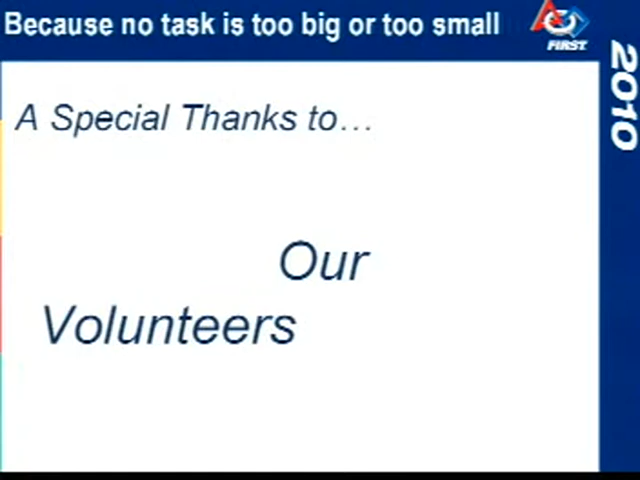 Because no task is too big or too small
FIRST
2010
A Special Thanks to…
Our
Volunteers